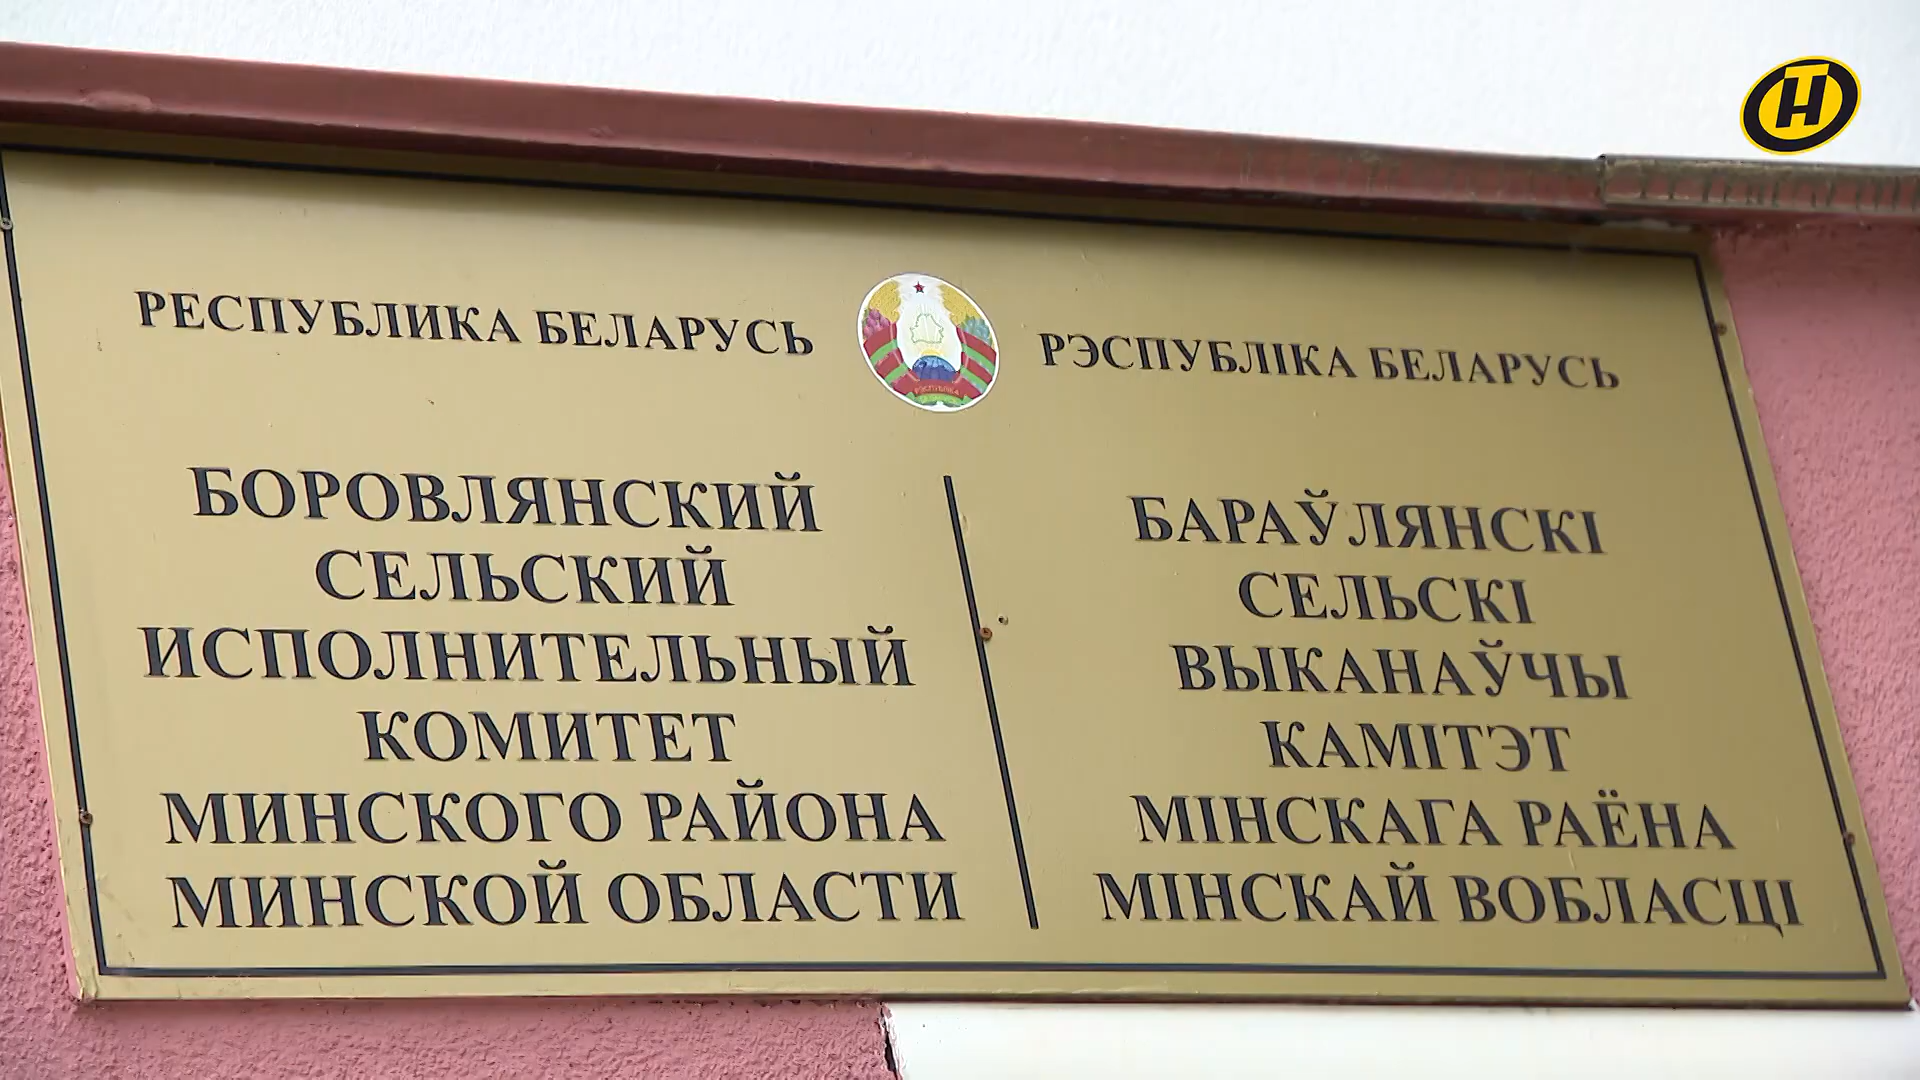 РЕСПУБЛИКА БЕЛАРУСЬ
РЭСПУБЛІКА БЕЛАРУСЬ
БОРОВЛЯНСКИЙ
СЕЛЬСКИЙ
ИСПОЛНИТЕЛЬНЫЙ
КОМИТЕТ
МИНСКОГО РАЙОНА
МИНСКОЙ ОБЛАСТИ
БАРАЎЛЯНСКІ
СЕЛЬСКІ
ВЫКАНАЎЧЫ
КАМІТЭТ
МІНСКАГА РАЁНА
МІНСКАЙ ВОБЛАСЦІ